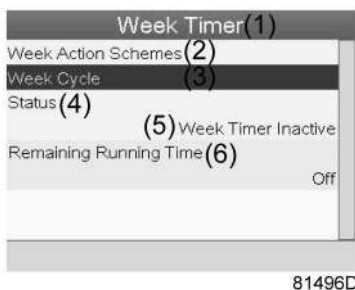 Week Timer(1)
Week Action Schemes(2)
Week Cycle (3)
Status(4)
(5) Week Timer Inactive
Remaining Running Time(6)
Off
81496D